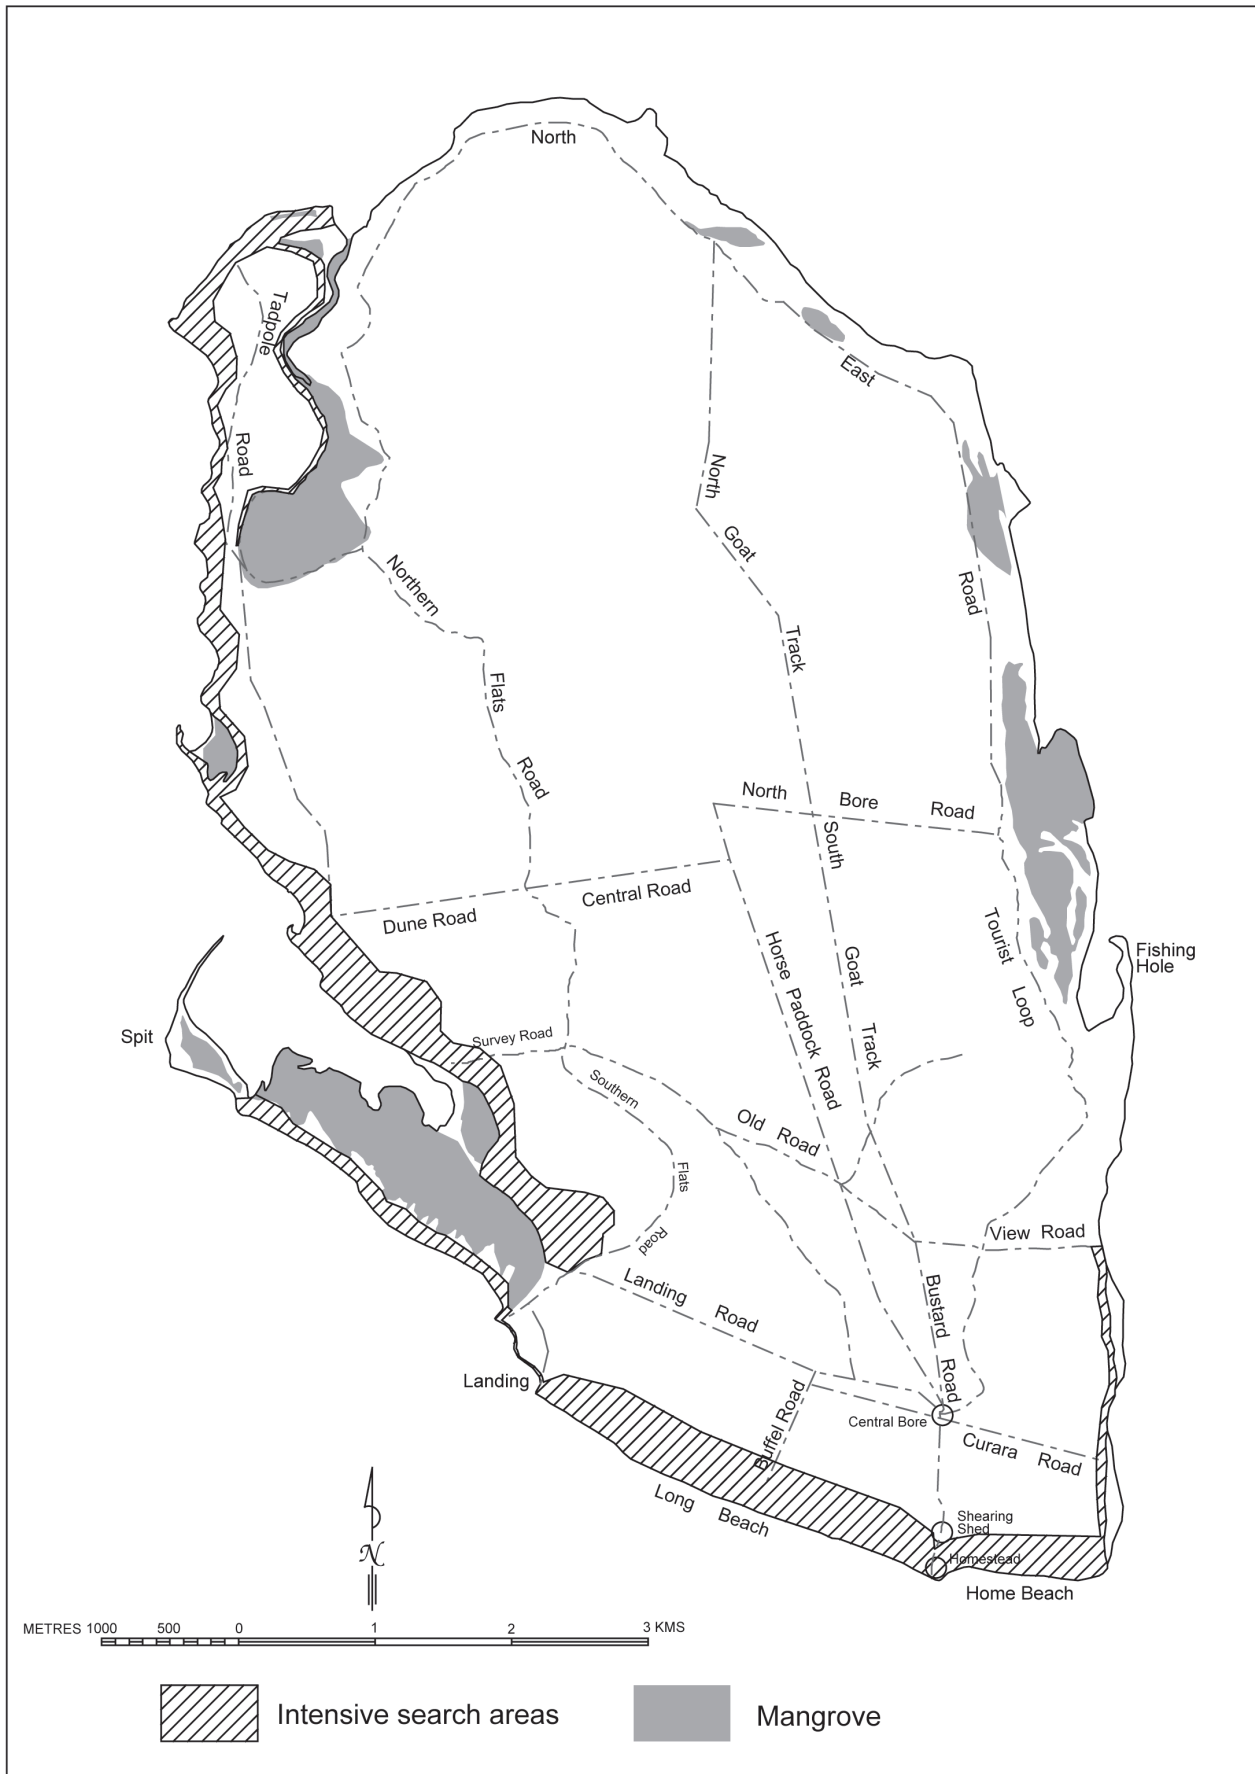 North
Tadpole
Road
East
Road
North
Goat
Track
Northern
Flats
Road
North Bore Road
South
Goat
Track
Dune Road
Central Road
Horse Paddock Road
Tourist
Loop
Fishing
Hole
Spit
Survey Road
Southern
Flats
Road
Old Road
View Road
Landing Road
Bustard
Road
Landing
Buffel Road
Central Bore
Curara Road
Long Beach
Shearing
Shed
Homestead
Home Beach
N
METRES 1000 500 0 1 2 3 KMS
Intensive search areas
Mangrove